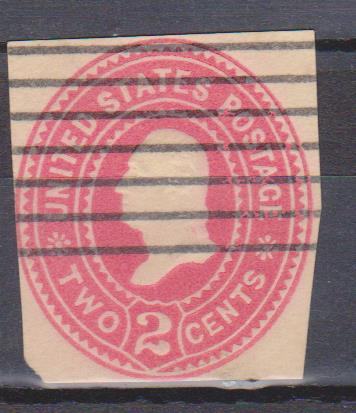 UNITED STATES POSTAGE
TWO 2 CENTS